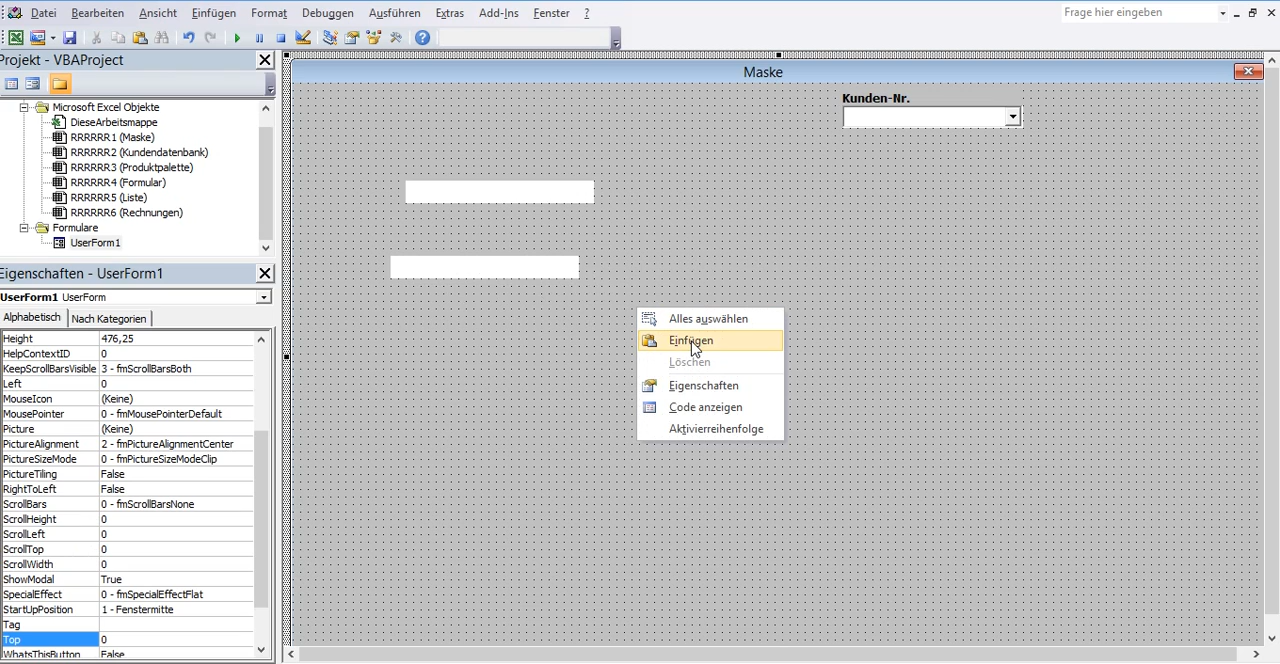 Datei Bearbeiten Ansicht Einfügen Format Debuggen Ausführen Extras Add-Ins Fenster ? Frage hier eingeben
Projekt - VBAProject
Microsoft Excel Objekte
DieseArbeitsmappe
RRRRRR1 (Maske)
RRRRRR2 (Kundendatenbank)
RRRRRR3 (Produktpalette)
RRRRRR4 (Formular)
RRRRRR5 (Liste)
RRRRRR6 (Rechnungen)
Formulare
UserForm1
Eigenschaften - UserForm1
UserForm1 UserForm
Alphabetisch Nach Kategorien
Height 476,25
HelpContextID 0
KeepScrollBarsVisible 3 - fmScrollBarsBoth
Left 0
MouseIcon (Keine)
MousePointer 0 - fmMousePointerDefault
Picture (Keine)
PictureAlignment 2 - fmPictureAlignmentCenter
PictureSizeMode 0 - fmPictureSizeModeClip
PictureTiling False
RightToLeft False
ScrollBars 0 - fmScrollBarsNone
ScrollHeight 0
ScrollLeft 0
ScrollTop 0
ScrollWidth 0
ShowModal True
SpecialEffect 0 - fmSpecialEffectFlat
StartUpPosition 1 - Fenstermitte
Tag
Top 0
WhatsThisButton False
Maske
Kunden-Nr.
Alles auswählen
Einfügen
Löschen
Eigenschaften
Code anzeigen
Aktivierreihenfolge